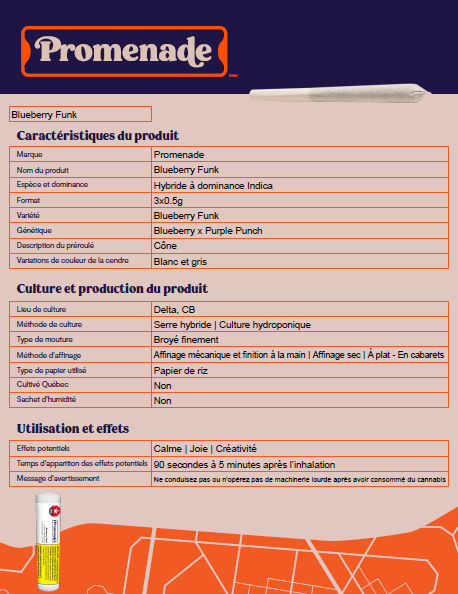 Promenade
Blueberry Funk
Caractéristiques du produit
Marque Promenade
Nom du produit Blueberry Funk
Espèce et dominance Hybride à dominance Indica
Format 3x0.5g
Variété Blueberry Funk
Génétique Blueberry x Purple Punch
Description du préroulé Cône
Variations de couleur de la cendre Blanc et gris
Culture et production du produit
Lieu de culture Delta, CB
Méthode de culture Serre hybride | Culture hydroponique
Type de mouture Broyé finement
Méthode d'affinage Affinage mécanique et finition à la main | Affinage sec | À plat - En cabarets
Type de papier utilisé Papier de riz
Cultivé Québec Non
Sachet d'humidité Non
Utilisation et effets
Effets potentiels Calme | Joie | Créativité
Temps d'apparition des effets potentiels 90 secondes à 5 minutes après l'inhalation
Message d'avertissement Ne conduisez pas ou n'opérez pas de machinerie lourde après avoir consommé du cannabis
Promenade